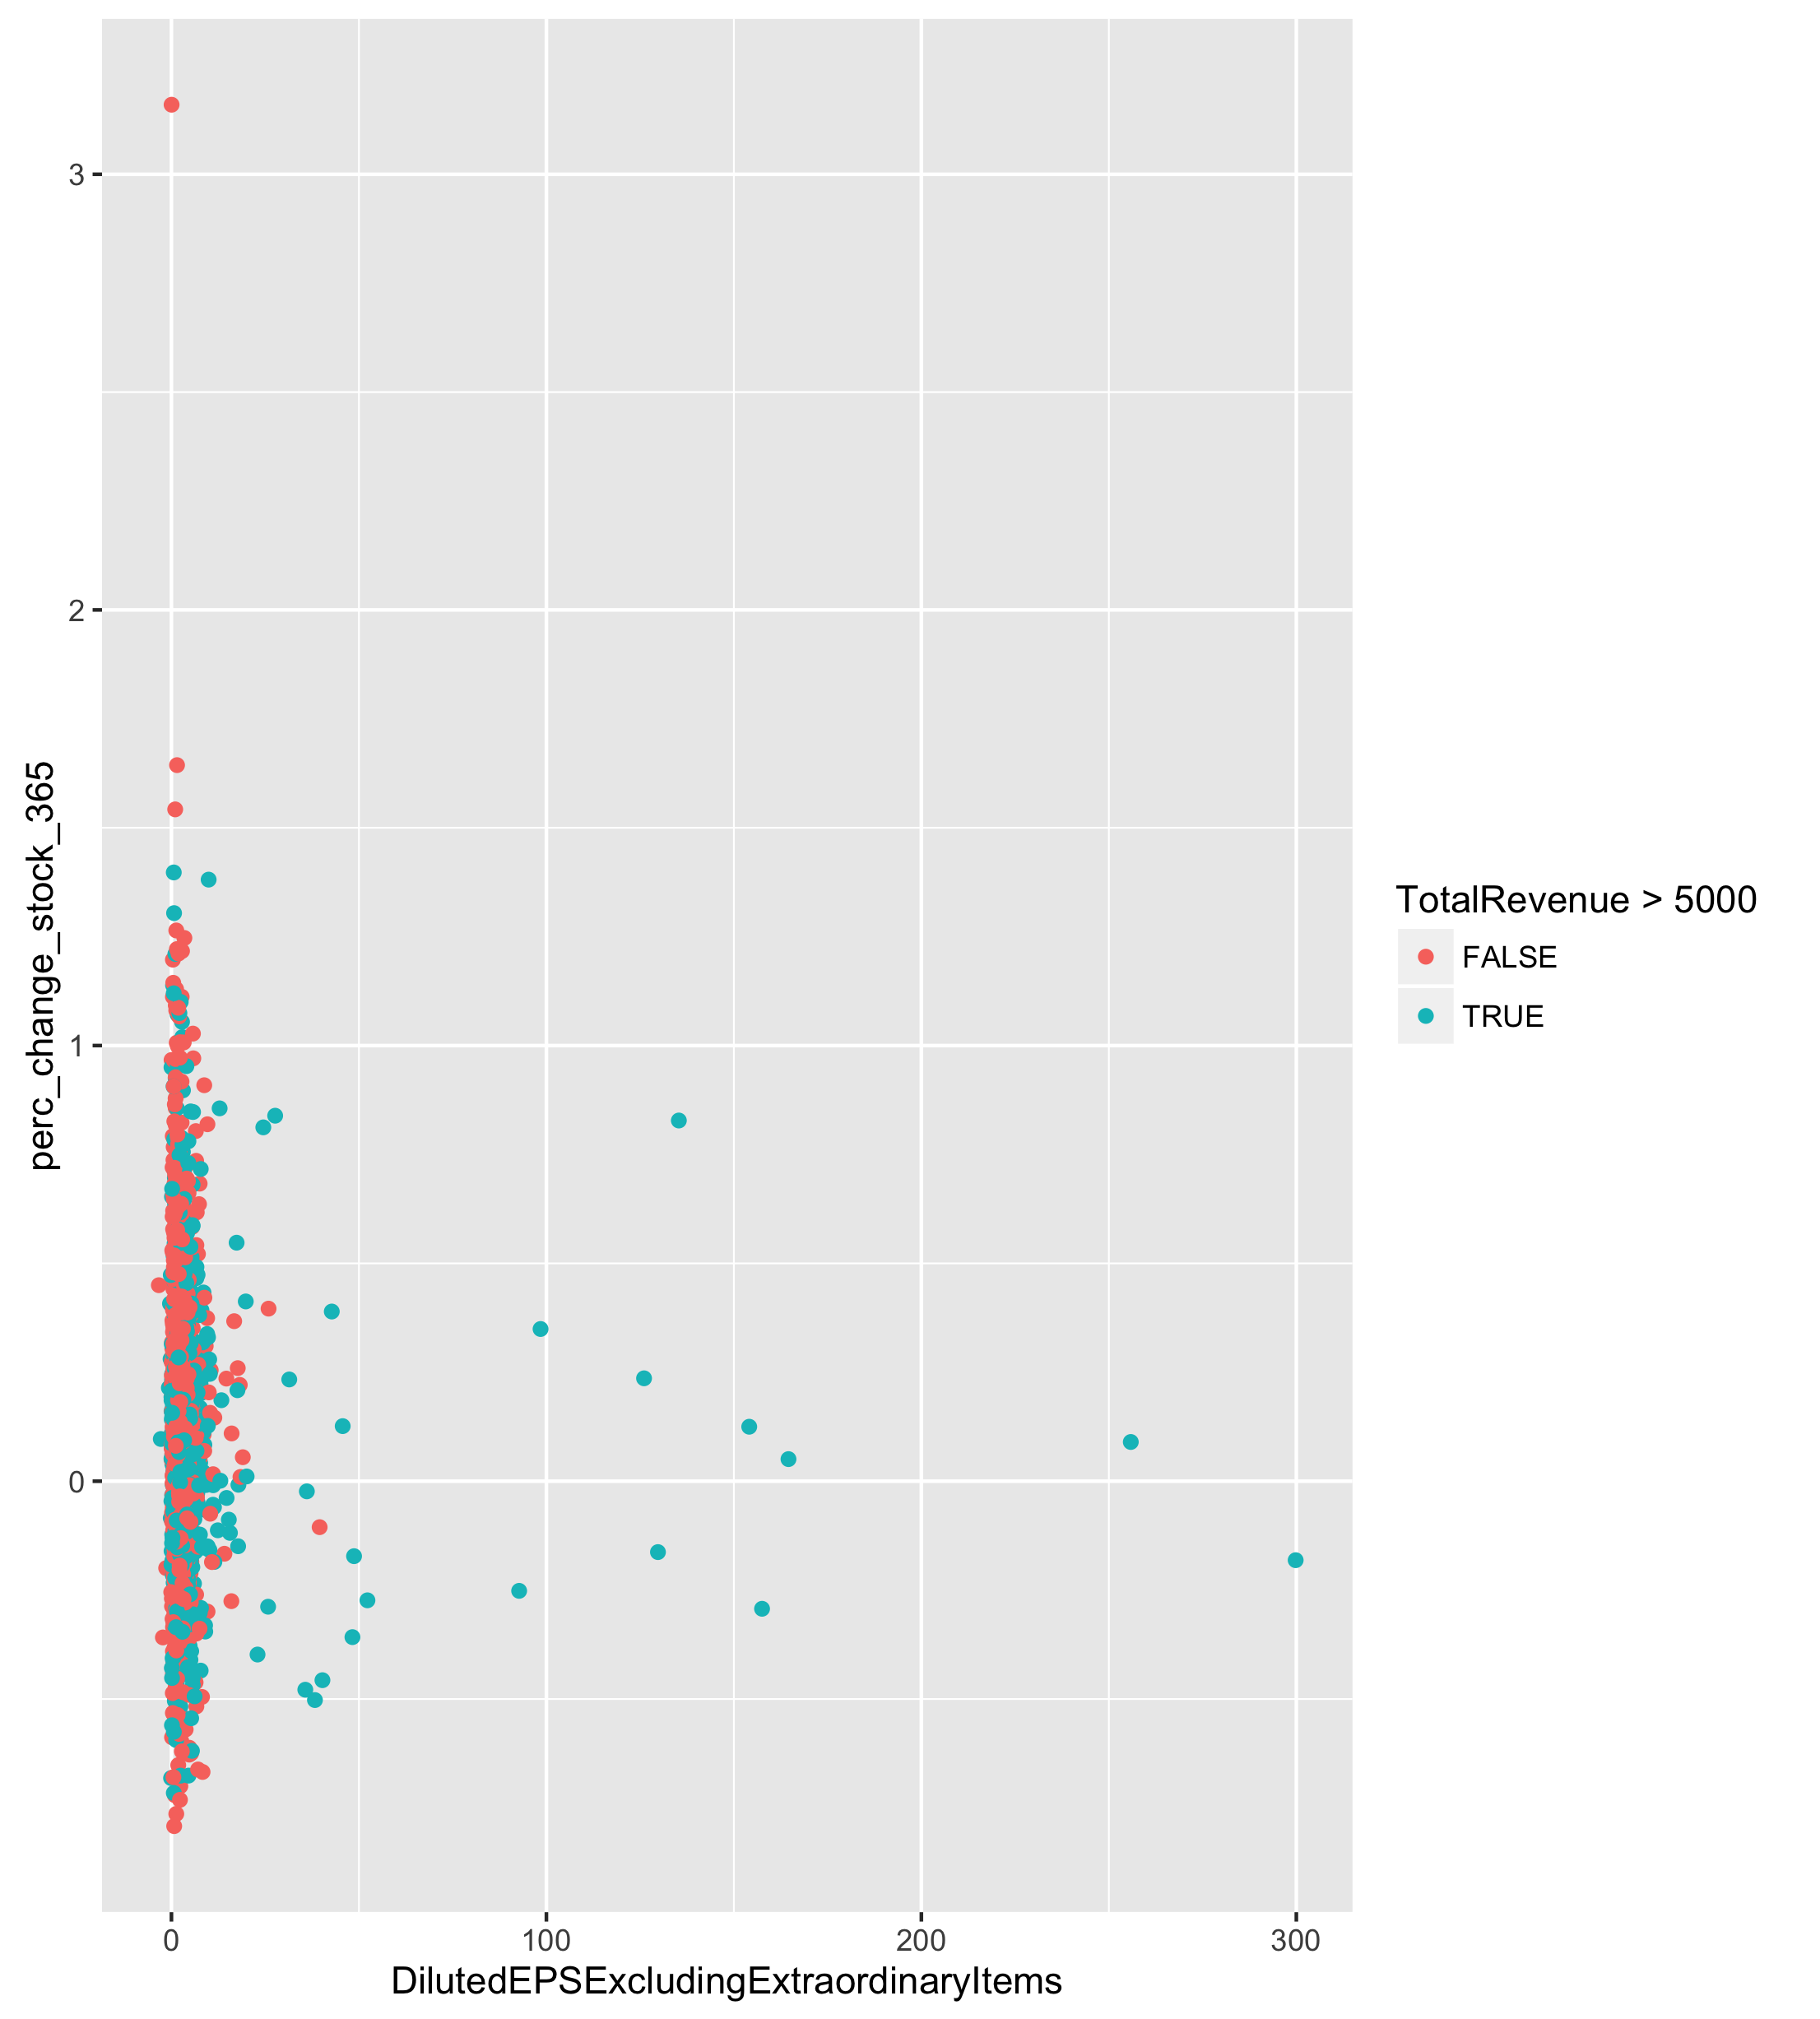 3
2
1
0
perc_change_stock_365
0 100 200 300
DilutedEPSExcludingExtraordinaryItems
TotalRevenue > 5000
FALSE
TRUE